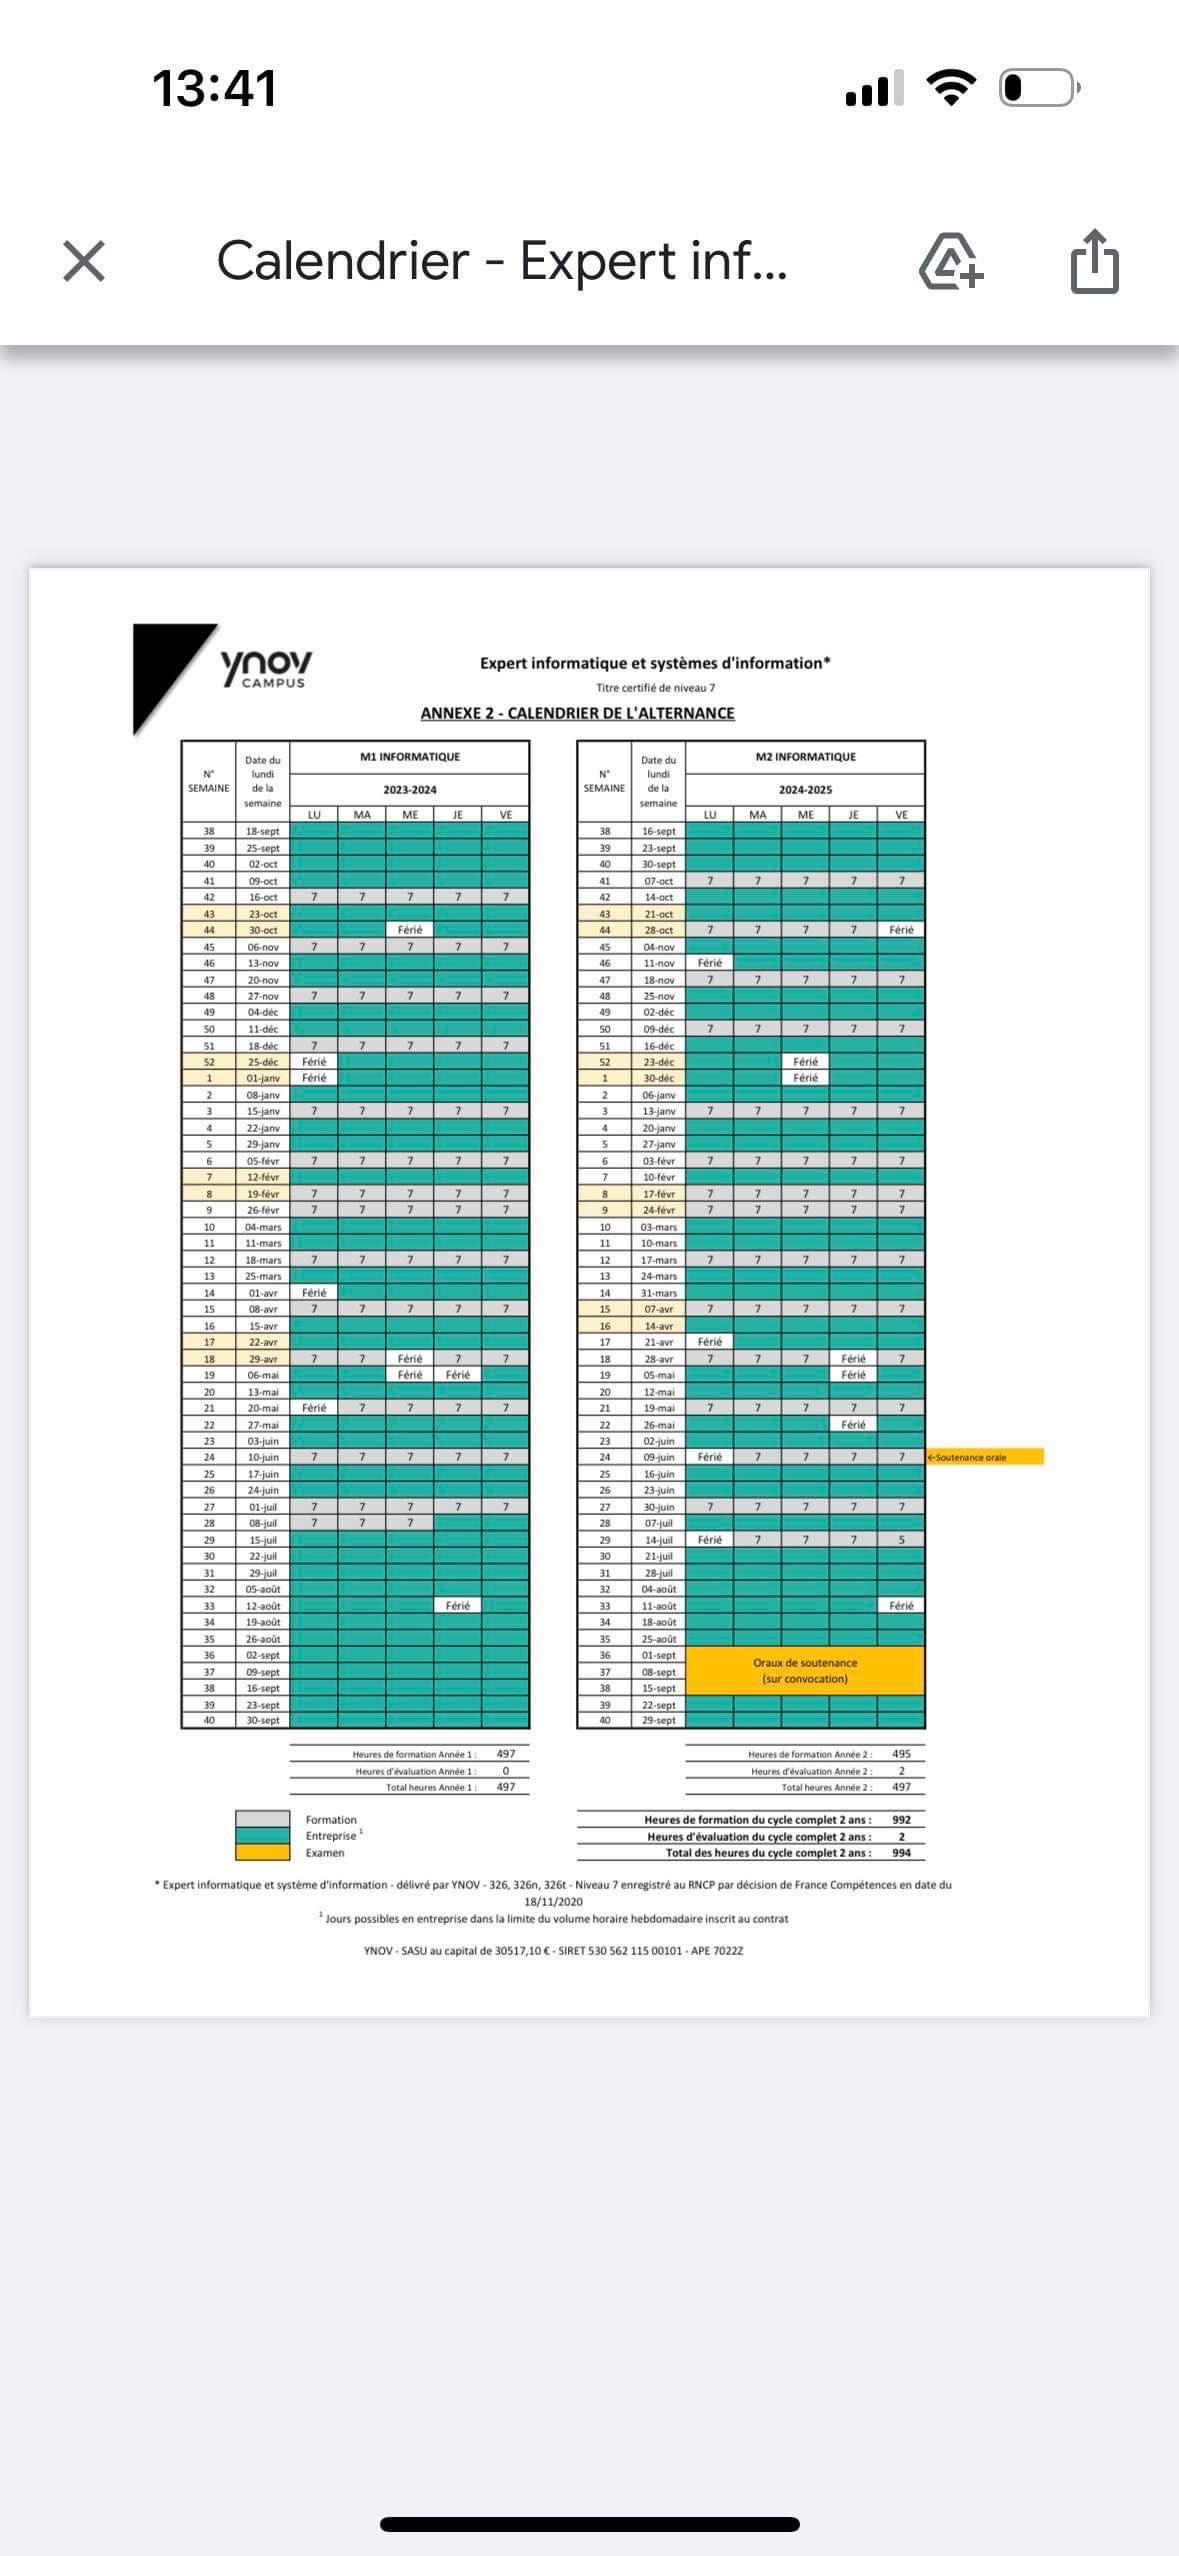 13:41
Calendrier - Expert inf...
ynov
CAMPUS
Expert informatique et systèmes d'information*
Titre certifié de niveau 7
ANNEXE 2 - CALENDRIER DE L'ALTERNANCE
N° SEMAINE Date du lundi de la semaine M1 INFORMATIQUE
2023-2024
LU MA ME JE VE
38 18-sept
39 25-sept
40 02-oct
41 09-oct
42 16-oct 7 7 7 7 7
43 23-oct
44 30-oct Férié
45 06-nov 7 7 7 7 7
46 13-nov
47 20-nov
48 27-nov 7 7 7 7 7
49 04-déc
50 11-déc
51 18-déc 7 7 7 7 7
52 25-déc Férié
1 01-janv Férié
2 08-janv
3 15-janv 7 7 7 7 7
4 22-janv
5 29-janv
6 05-févr 7 7 7 7 7
7 12-févr
8 19-févr 7 7 7 7 7
9 26-févr 7 7 7 7 7
10 04-mars
11 11-mars
12 18-mars 7 7 7 7 7
13 25-mars
14 01-avr Férié
15 08-avr 7 7 7 7 7
16 15-avr
17 22-avr
18 29-avr 7 7 Férié 7 7
19 06-mai Férié Férié
20 13-mai
21 20-mai Férié 7 7 7 7
22 27-mai
23 03-juin
24 10-juin 7 7 7 7 7
25 17-juin
26 24-juin
27 01-juil 7 7 7 7 7
28 08-juil 7 7 7
29 15-juil
30 22-juil
31 29-juil
32 05-août
33 12-août Férié
34 19-août
35 26-août
36 02-sept
37 09-sept
38 16-sept
39 23-sept
40 30-sept
Heures de formation Année 1 : 497
Heures d'évaluation Année 1 : 0
Total heures Année 1 : 497
N° SEMAINE Date du lundi de la semaine M2 INFORMATIQUE
2024-2025
LU MA ME JE VE
38 16-sept
39 23-sept
40 30-sept
41 07-oct 7 7 7 7 7
42 14-oct
43 21-oct
44 28-oct 7 7 7 7 Férié
45 04-nov
46 11-nov Férié
47 18-nov 7 7 7 7 7
48 25-nov
49 02-déc
50 09-déc 7 7 7 7 7
51 16-déc
52 23-déc Férié
1 30-déc Férié
2 06-janv
3 13-janv 7 7 7 7 7
4 20-janv
5 27-janv
6 03-févr 7 7 7 7 7
7 10-févr
8 17-févr 7 7 7 7 7
9 24-févr 7 7 7 7 7
10 03-mars
11 10-mars
12 17-mars 7 7 7 7 7
13 24-mars
14 31-mars
15 07-avr 7 7 7 7 7
16 14-avr
17 21-avr Férié
18 28-avr 7 7 7 Férié 7
19 05-mai Férié
20 12-mai
21 19-mai 7 7 7 7 7
22 26-mai Férié
23 02-juin
24 09-juin Férié 7 7 7 7 ←Soutenance orale
25 16-juin
26 23-juin
27 30-juin 7 7 7 7 7
28 07-juil
29 14-juil Férié 7 7 7 5
30 21-juil
31 28-juil
32 04-août
33 11-août Férié
34 18-août
35 25-août
36 01-sept
37 08-sept
38 15-sept
Oraux de soutenance
(sur convocation)
39 22-sept
40 29-sept
Heures de formation Année 2 : 495
Heures d'évaluation Année 2 : 2
Total heures Année 2 : 497
Formation
Entreprise ¹
Examen
Heures de formation du cycle complet 2 ans : 992
Heures d'évaluation du cycle complet 2 ans : 2
Total des heures du cycle complet 2 ans : 994
* Expert informatique et système d'information - délivré par YNOV - 326, 326n, 326t - Niveau 7 enregistré au RNCP par décision de France Compétences en date du
18/11/2020
¹ Jours possibles en entreprise dans la limite du volume horaire hebdomadaire inscrit au contrat
YNOV - SASU au capital de 30517,10 € - SIRET 530 562 115 00101 - APE 7022Z